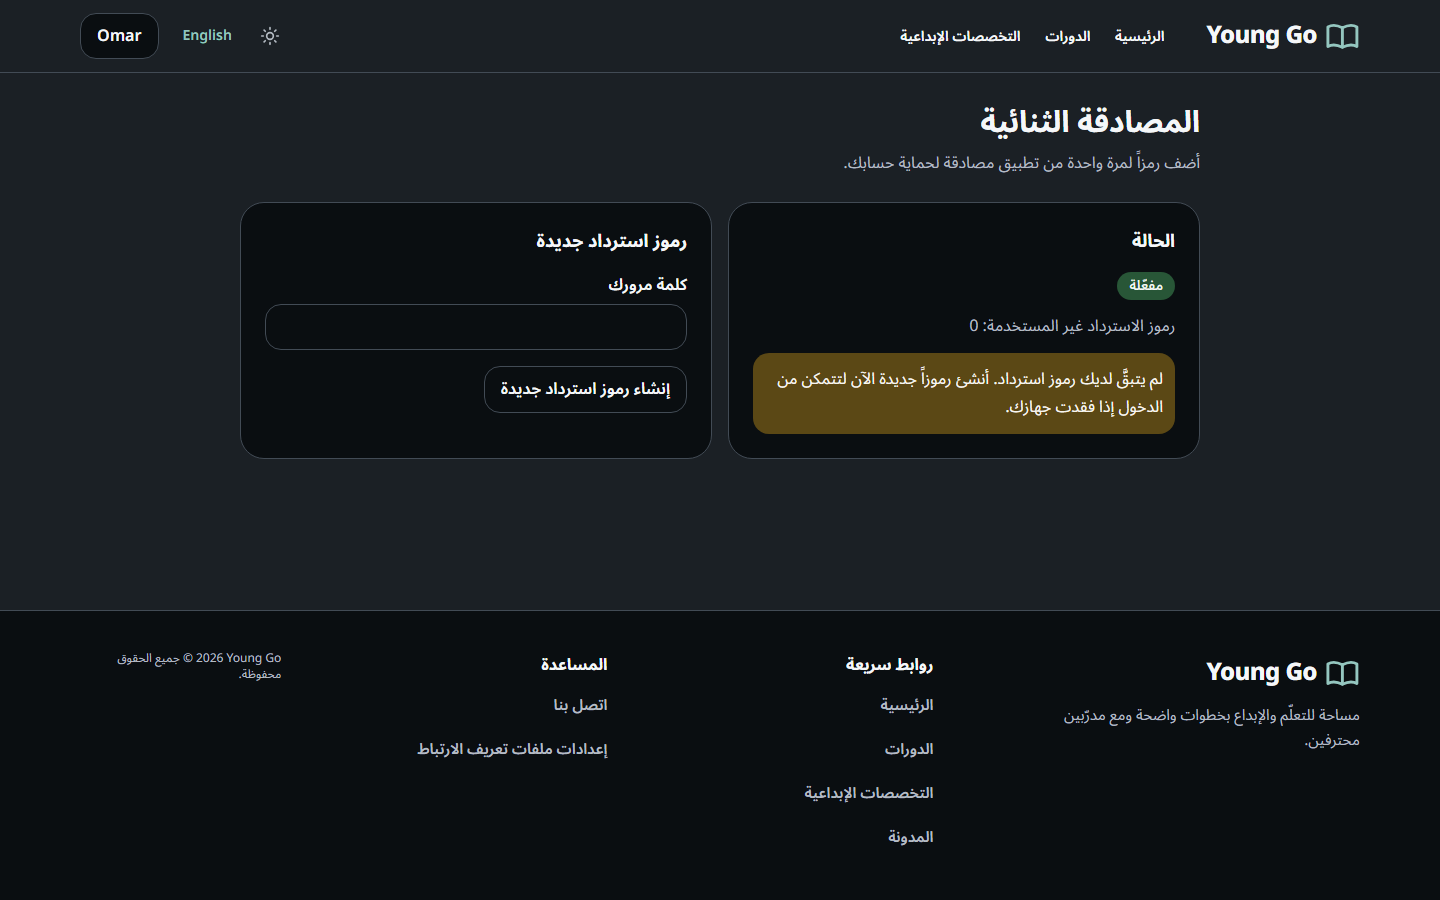 Young Go
الرئيسية
الدورات
التخصصات الإبداعية
English
Omar
المصادقة الثنائية
أضف رمزاً لمرة واحدة من تطبيق مصادقة لحماية حسابك.
الحالة
مفعّلة
رموز الاسترداد غير المستخدمة: 0
لم يتبقَّ لديك رموز استرداد. أنشئ رموزاً جديدة الآن لتتمكن من
الدخول إذا فقدت جهازك.
رموز استرداد جديدة
كلمة مرورك
إنشاء رموز استرداد جديدة
Young Go
مساحة للتعلّم والإبداع بخطوات واضحة ومع مدرّبين
محترفين.
روابط سريعة
الرئيسية
الدورات
التخصصات الإبداعية
المدونة
المساعدة
اتصل بنا
إعدادات ملفات تعريف الارتباط
Young Go 2026 © جميع الحقوق
محفوظة.